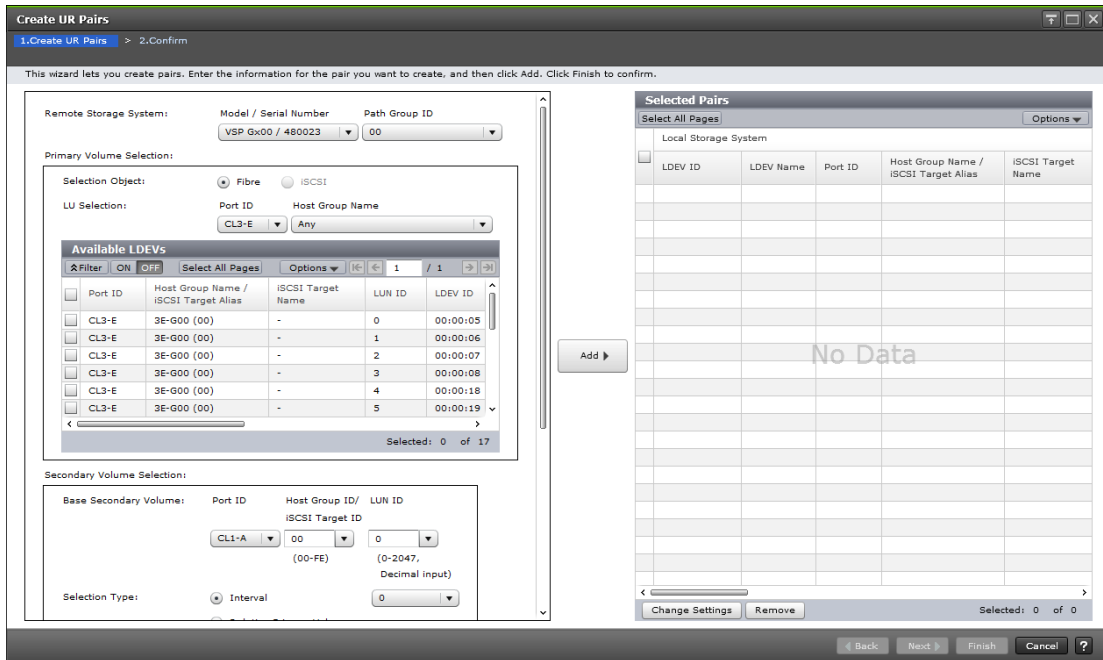 Create UR Pairs
1.Create UR Pairs > 2.Confirm
This wizard lets you create pairs. Enter the information for the pair you want to create, and then click Add. Click Finish to confirm.
Remote Storage System: Model / Serial Number Path Group ID
VSP Gx00 / 480023 00
Primary Volume Selection:
Selection Object: Fibre iSCSI
LU Selection: Port ID Host Group Name
CL3-E Any
Available LDEVs
Filter ON OFF Select All Pages Options 1 / 1
Port ID Host Group Name / iSCSI Target Alias iSCSI Target Name LUN ID LDEV ID
CL3-E 3E-G00 (00) - 0 00:00:05
CL3-E 3E-G00 (00) - 1 00:00:06
CL3-E 3E-G00 (00) - 2 00:00:07
CL3-E 3E-G00 (00) - 3 00:00:08
CL3-E 3E-G00 (00) - 4 00:00:18
CL3-E 3E-G00 (00) - 5 00:00:19
Selected: 0 of 17
Secondary Volume Selection:
Base Secondary Volume: Port ID Host Group ID/ iSCSI Target ID LUN ID
CL1-A 00 0
(00-FE) (0-2047, Decimal input)
Selection Type: Interval 0
Add
Selected Pairs
Select All Pages Options
Local Storage System
LDEV ID LDEV Name Port ID Host Group Name / iSCSI Target Alias iSCSI Target Name
No Data
Change Settings Remove Selected: 0 of 0
Back Next Finish Cancel ?